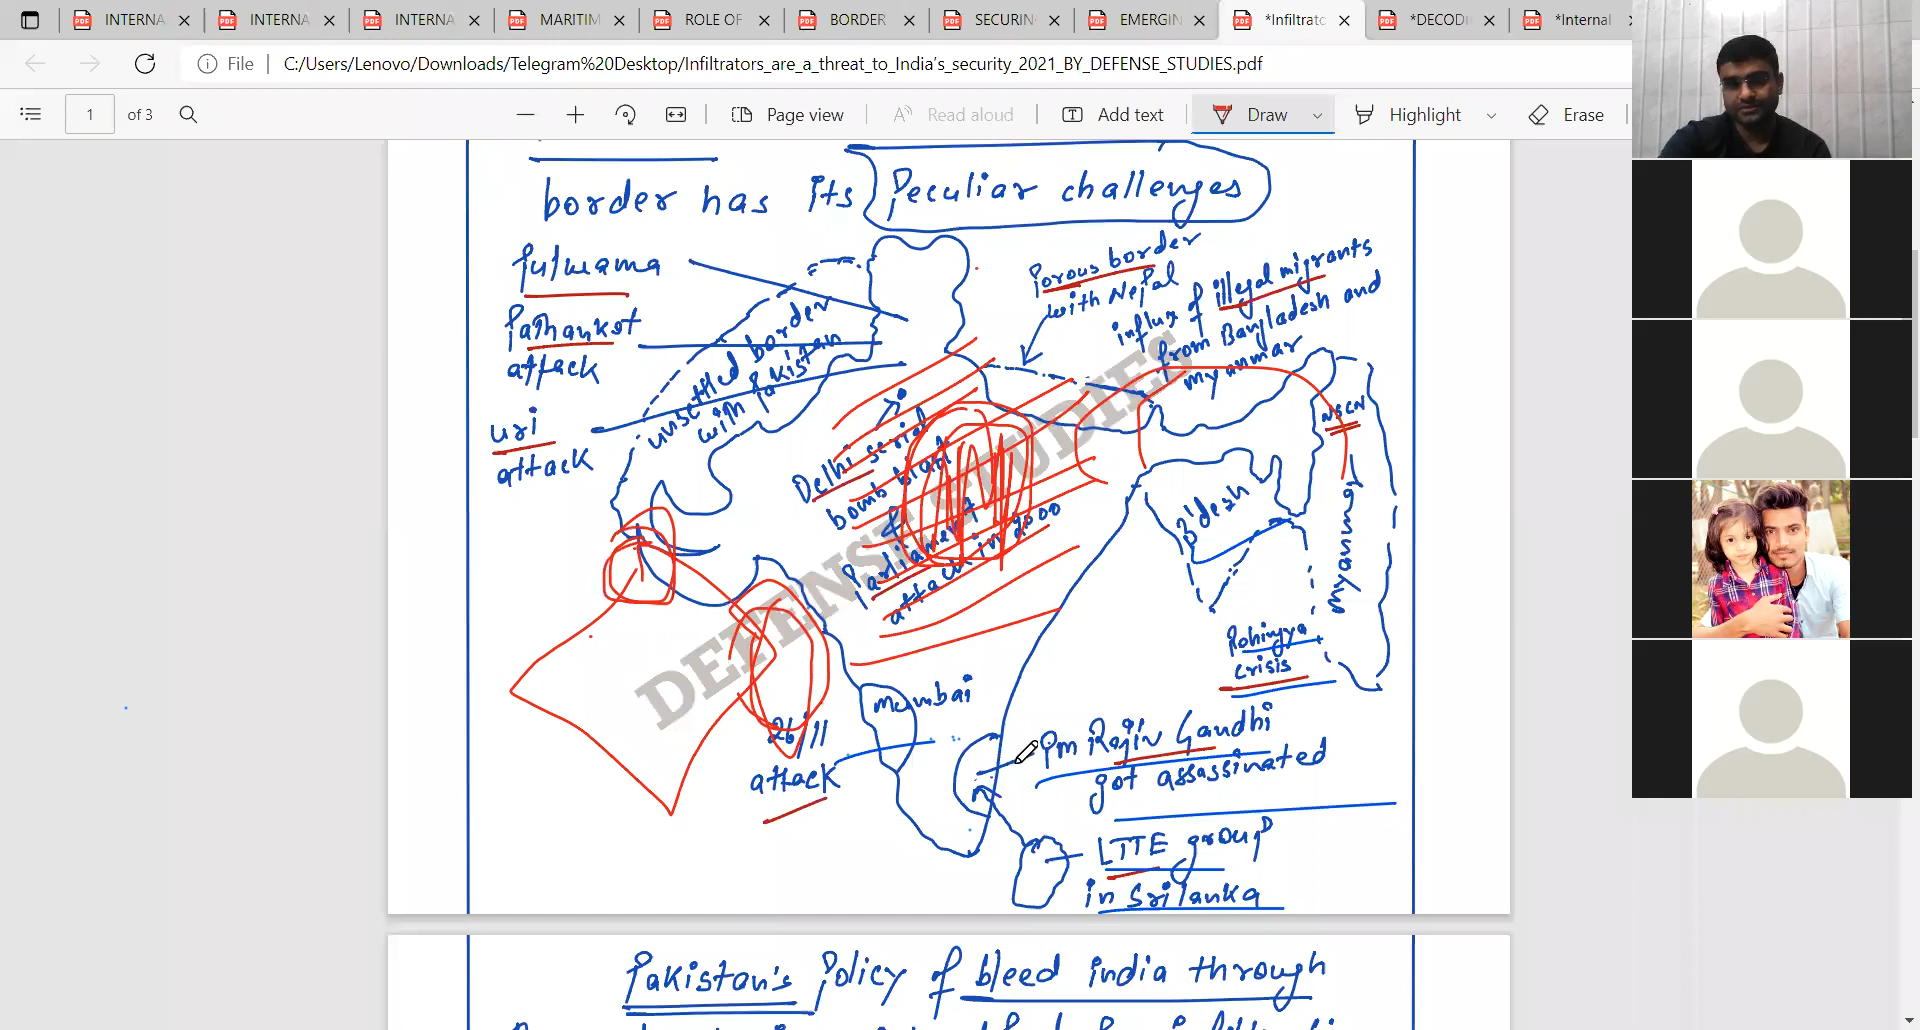 INTERNA
INTERNA
INTERNA
MARITIM
ROLE OF
BORDER
SECURIN
EMERGIN
*Infiltrato
*DECODI
*Internal
File
C:/Users/Lenovo/Downloads/Telegram%20Desktop/Infiltrators_are_a_threat_to_India's_security_2021_BY_DEFENSE_STUDIES.pdf
1 of 3
Page view
Read aloud
Add text
Draw
Highlight
Erase
border has its Peculiar challenges
Pulwama
Pathankot
attack
uri
attack
unsettled border
with Pakistan
Porous border
with Nepal
influx of illegal migrants
from Bangladesh and
myanmar
NSCN
Delhi serial
bomb blast
&
Parliament
attack in 2000
B'desh
myanmar
Rohingya
crisis
DEFENSE STUDIES
mumbai
26/11
attack
Pm Rajiv Gandhi
got assassinated
LTTE group
in Srilanka
Pakistan's Policy of bleed india through